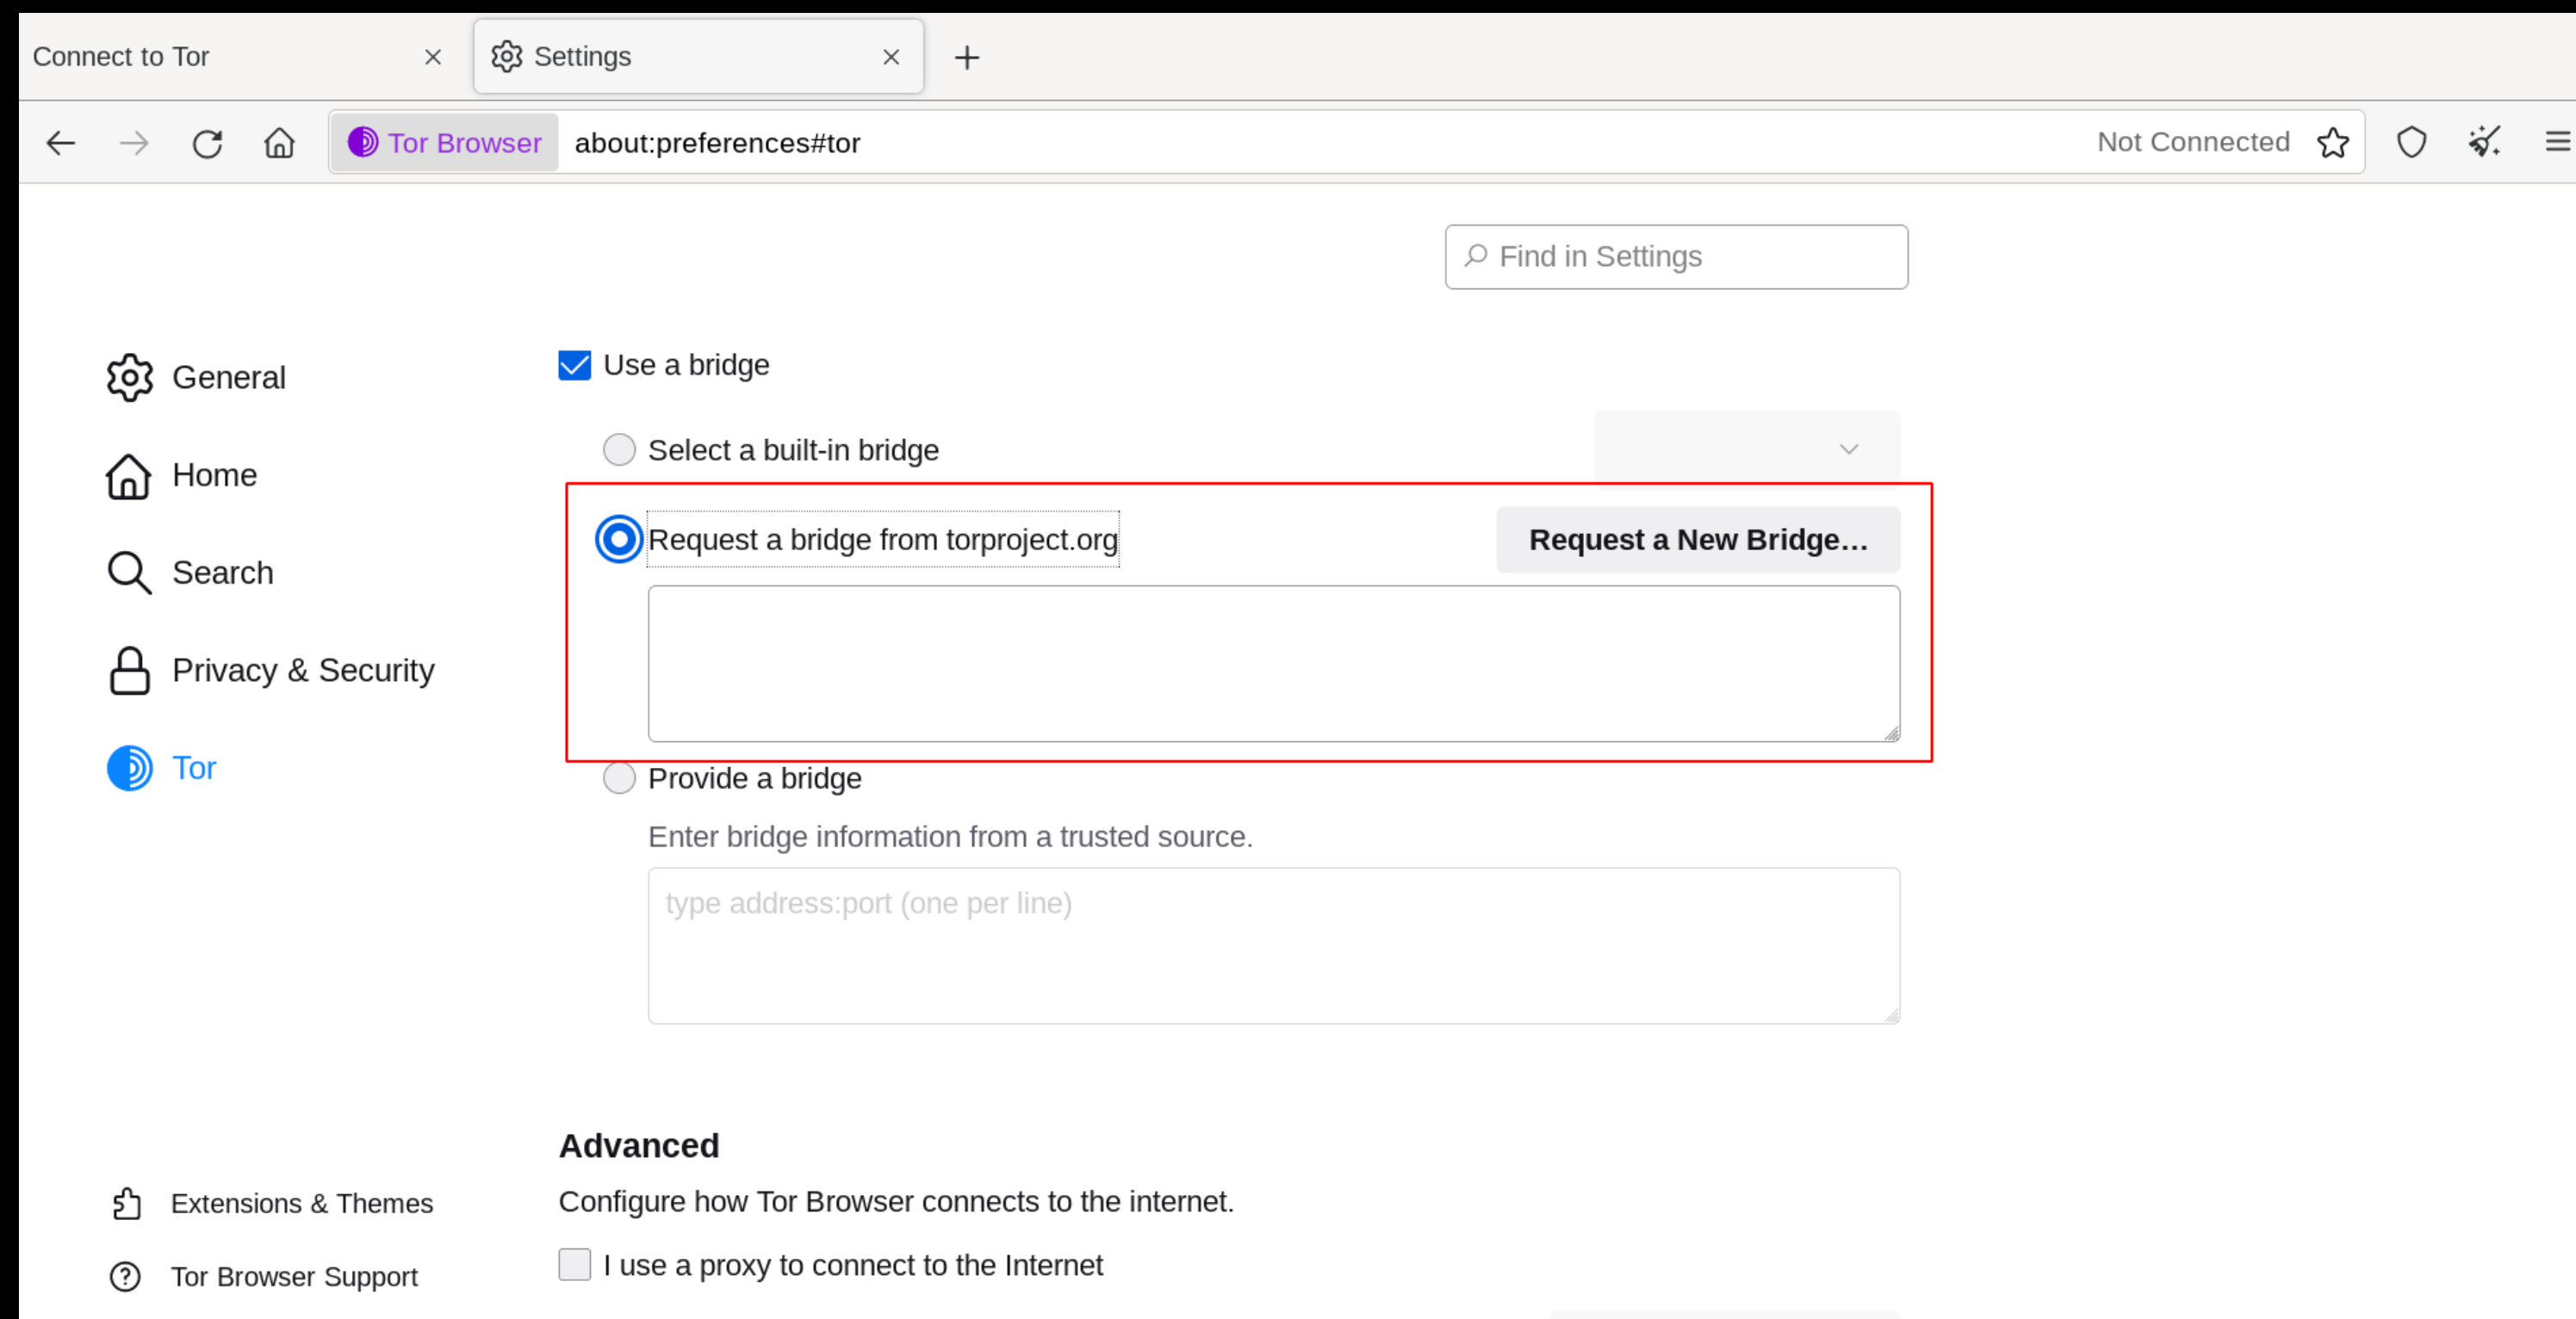 Connect to Tor
Settings
Tor Browser about:preferences#tor Not Connected
Find in Settings
General
Home
Search
Privacy & Security
Tor
Extensions & Themes
Tor Browser Support
Use a bridge
Select a built-in bridge
Request a bridge from torproject.org Request a New Bridge…
Provide a bridge
Enter bridge information from a trusted source.
type address:port (one per line)
Advanced
Configure how Tor Browser connects to the internet.
I use a proxy to connect to the Internet